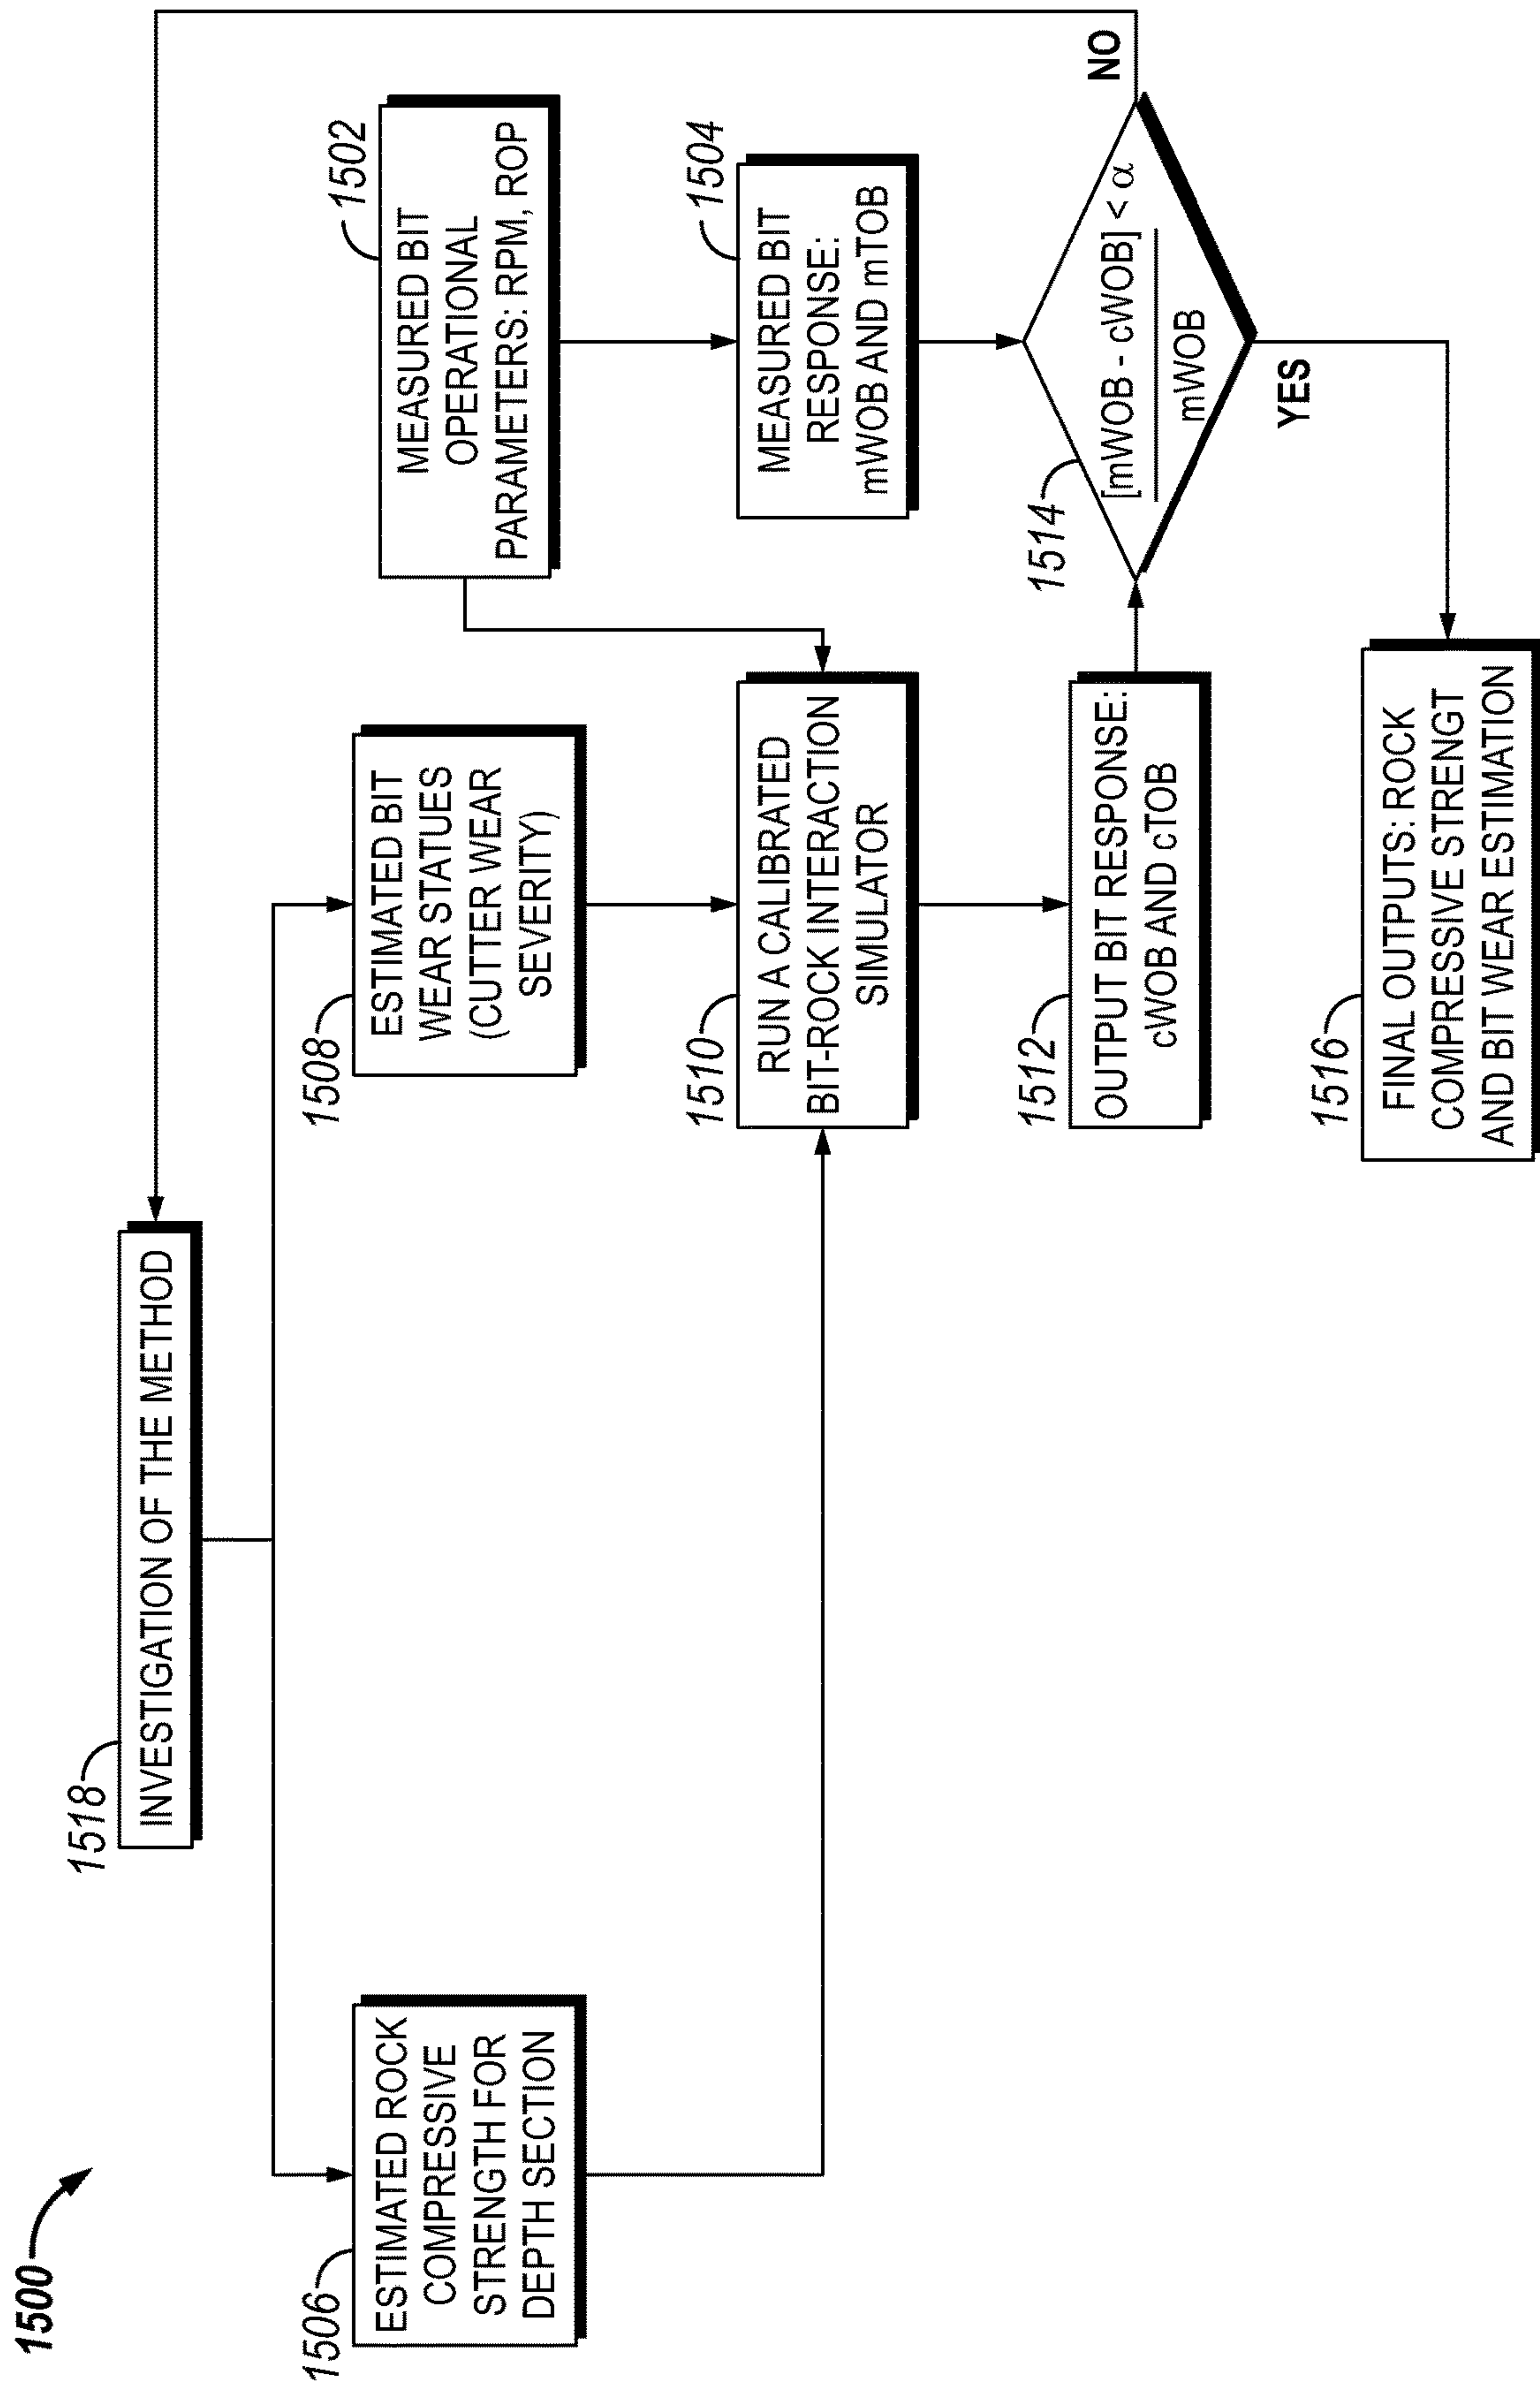 1500
1518
INVESTIGATION OF THE METHOD
1506
ESTIMATED ROCK
COMPRESSIVE
STRENGTH FOR
DEPTH SECTION
1508
ESTIMATED BIT
WEAR STATUES
(CUTTER WEAR
SEVERITY)
1502
MEASURED BIT
OPERATIONAL
PARAMETERS: RPM, ROP
1510
RUN A CALIBRATED
BIT-ROCK INTERACTION
SIMULATOR
1504
MEASURED BIT
RESPONSE:
mWOB AND mTOB
1512
OUTPUT BIT RESPONSE:
cWOB AND cTOB
1514
[mWOB - cWOB] < α
mWOB
NO
YES
1516
FINAL OUTPUTS: ROCK
COMPRESSIVE STRENGT
AND BIT WEAR ESTIMATION